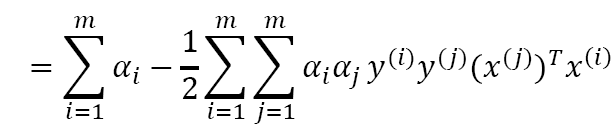 = \sum_{i=1}^{m} \alpha_i - \frac{1}{2} \sum_{i=1}^{m} \sum_{j=1}^{m} \alpha_i \alpha_j y^{(i)} y^{(j)} (x^{(j)})^T x^{(i)}